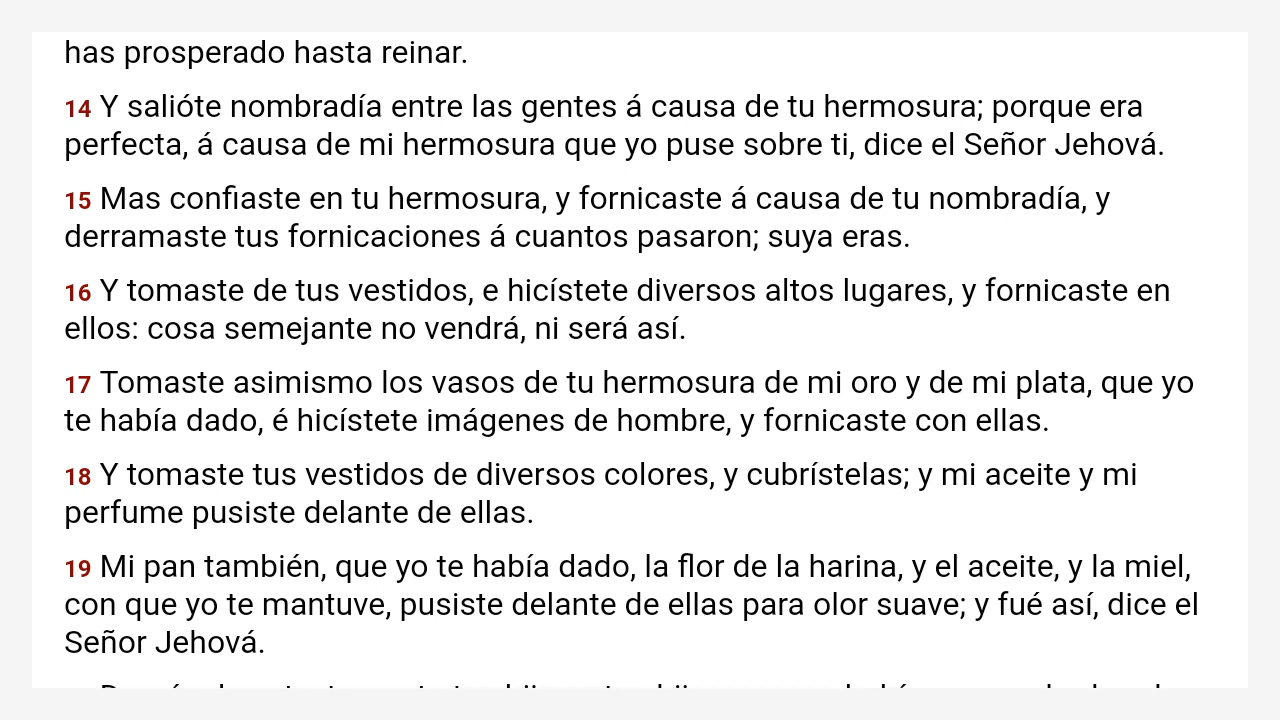 has prosperado hasta reinar.
14 Y salióte nombradía entre las gentes á causa de tu hermosura; porque era
perfecta, á causa de mi hermosura que yo puse sobre ti, dice el Señor Jehová.
15 Mas confiaste en tu hermosura, y fornicaste á causa de tu nombradía, y
derramaste tus fornicaciones á cuantos pasaron; suya eras.
16 Y tomaste de tus vestidos, e hicístete diversos altos lugares, y fornicaste en
ellos: cosa semejante no vendrá, ni será así.
17 Tomaste asimismo los vasos de tu hermosura de mi oro y de mi plata, que yo
te había dado, é hicístete imágenes de hombre, y fornicaste con ellas.
18 Y tomaste tus vestidos de diversos colores, y cubrístelas; y mi aceite y mi
perfume pusiste delante de ellas.
19 Mi pan también, que yo te había dado, la flor de la harina, y el aceite, y la miel,
con que yo te mantuve, pusiste delante de ellas para olor suave; y fué así, dice el
Señor Jehová.